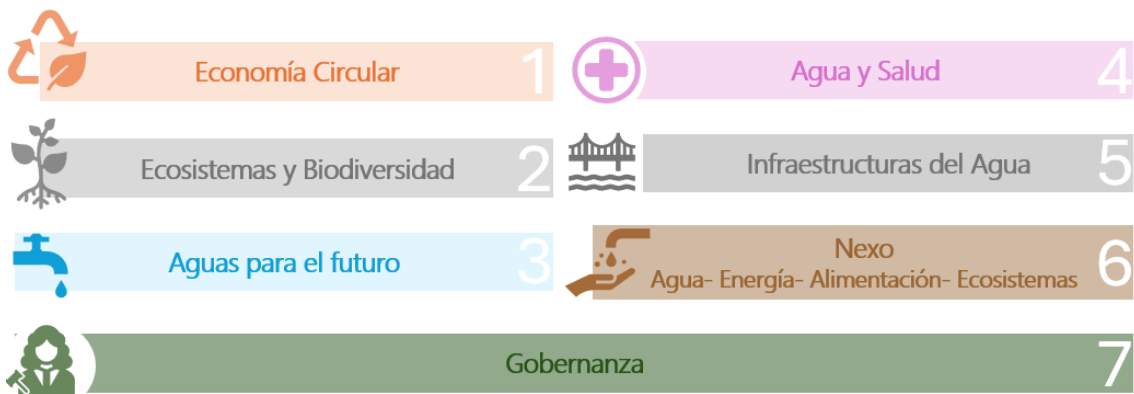 Economía Circular 1
Ecosistemas y Biodiversidad 2
Aguas para el futuro 3
Agua y Salud 4
Infraestructuras del Agua 5
Nexo
Agua- Energía- Alimentación- Ecosistemas 6
Gobernanza 7